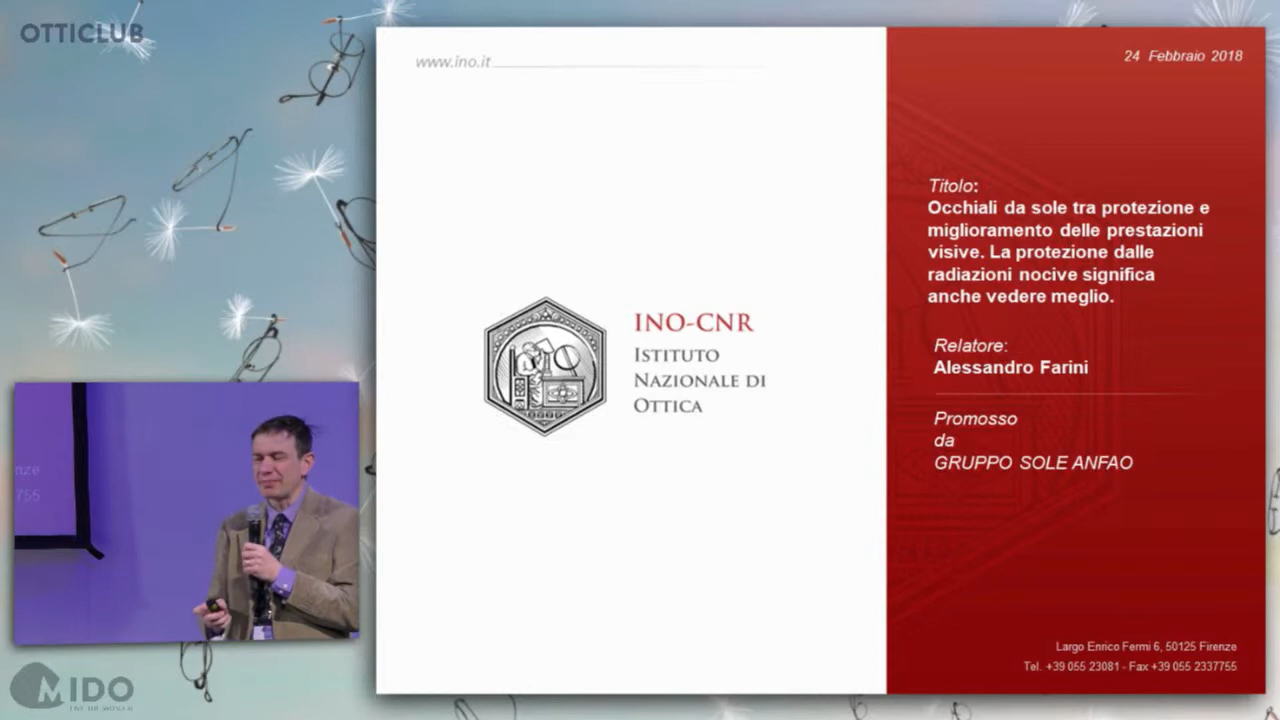 OTTICLUB
www.ino.it
24 Febbraio 2018
Titolo:
Occhiali da sole tra protezione e
miglioramento delle prestazioni
visive. La protezione dalle
radiazioni nocive significa
anche vedere meglio.
INO-CNR
ISTITUTO
NAZIONALE DI
OTTICA
Relatore:
Alessandro Farini
Promosso
da
GRUPPO SOLE ANFAO
nze
755
Largo Enrico Fermi 6, 50125 Firenze
Tel. +39 055 23081 - Fax +39 055 2337755
MIDO